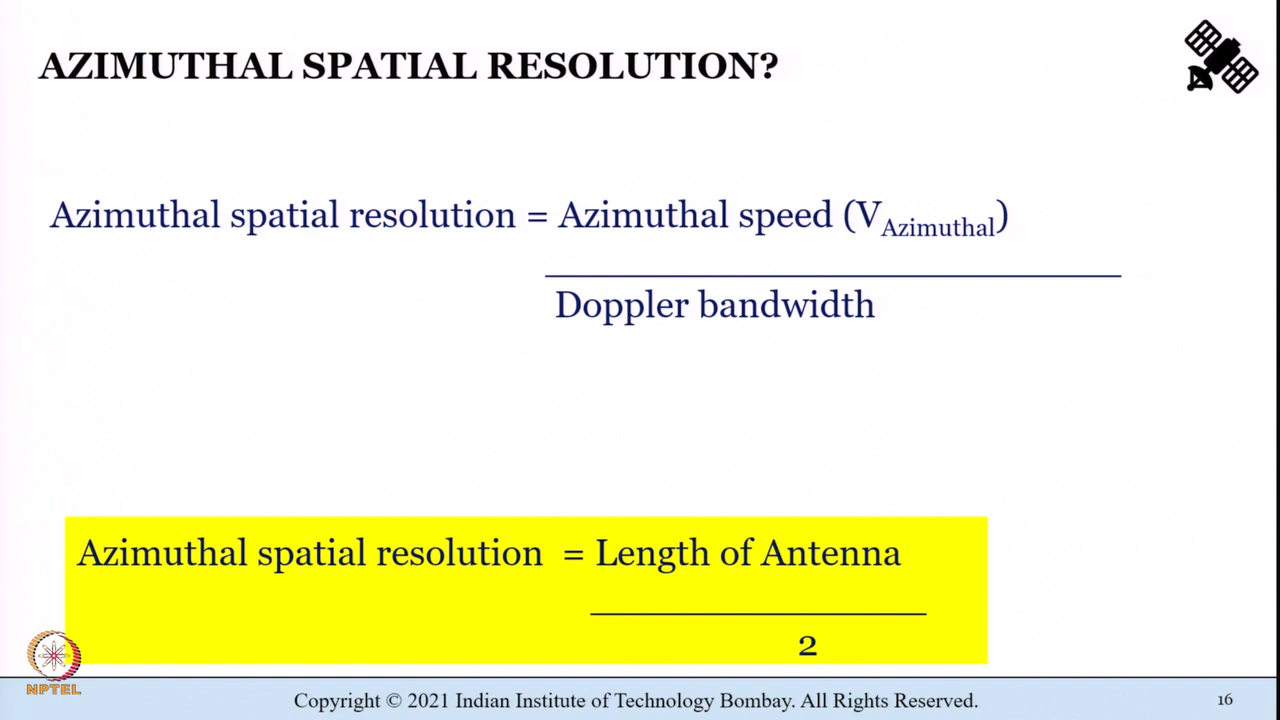 AZIMUTHAL SPATIAL RESOLUTION?
Azimuthal spatial resolution = Azimuthal speed (VAzimuthal)
Doppler bandwidth
Azimuthal spatial resolution = Length of Antenna
2
NPTEL
Copyright © 2021 Indian Institute of Technology Bombay. All Rights Reserved.
16